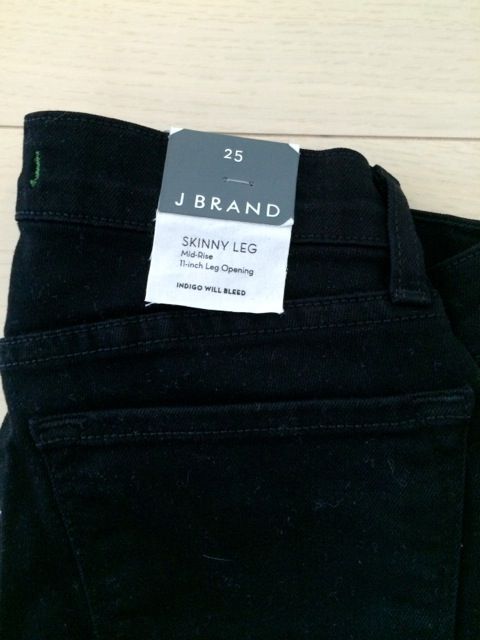 25
J BRAND
SKINNY LEG
Mid-Rise
11-inch Leg Opening
INDIGO WILL BLEED